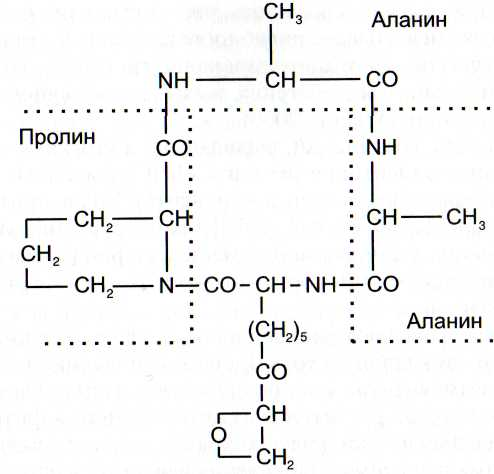 CH₃ Аланин
NH CH CO
Пролин CO NH
CH₂ CH CH CH₃
CH₂
CH₂ N CO CH NH CO
(CH₂)₅ Аланин
CO
O CH
CH₂